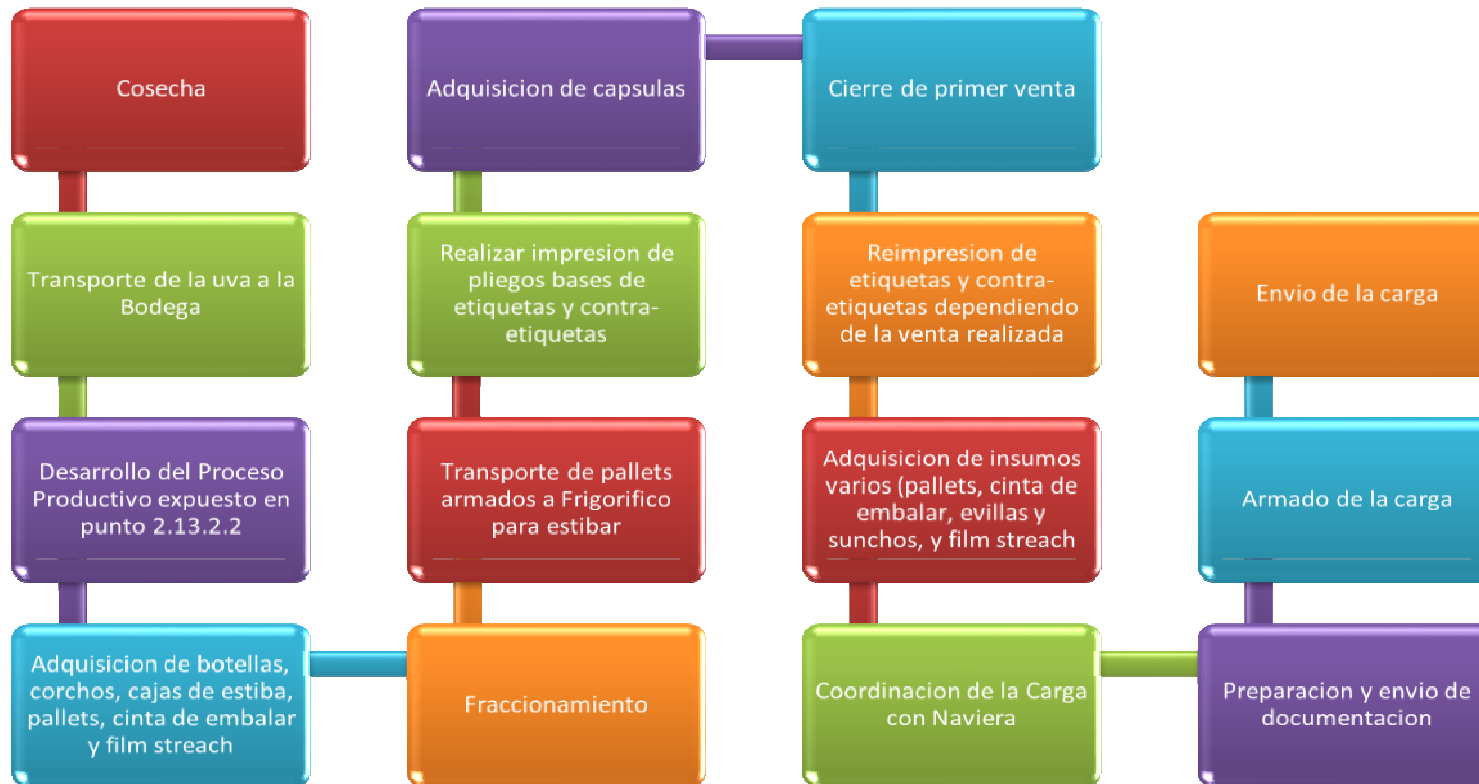 Cosecha
Transporte de la uva a la
Bodega
Desarrollo del Proceso
Productivo expuesto en
punto 2.13.2.2
Adquisicion de botellas,
corchos, cajas de estiba,
pallets, cinta de embalar
y film streach
Fraccionamiento
Transporte de pallets
armados a Frigorifico
para estibar
Realizar impresion de
pliegos bases de
etiquetas y contra-
etiquetas
Adquisicion de capsulas
Cierre de primer venta
Reimpresion de
etiquetas y contra-
etiquetas dependiendo
de la venta realizada
Adquisicion de insumos
varios (pallets, cinta de
embalar, evillas y
sunchos, y film streach
Coordinacion de la Carga
con Naviera
Preparacion y envio de
documentacion
Armado de la carga
Envio de la carga